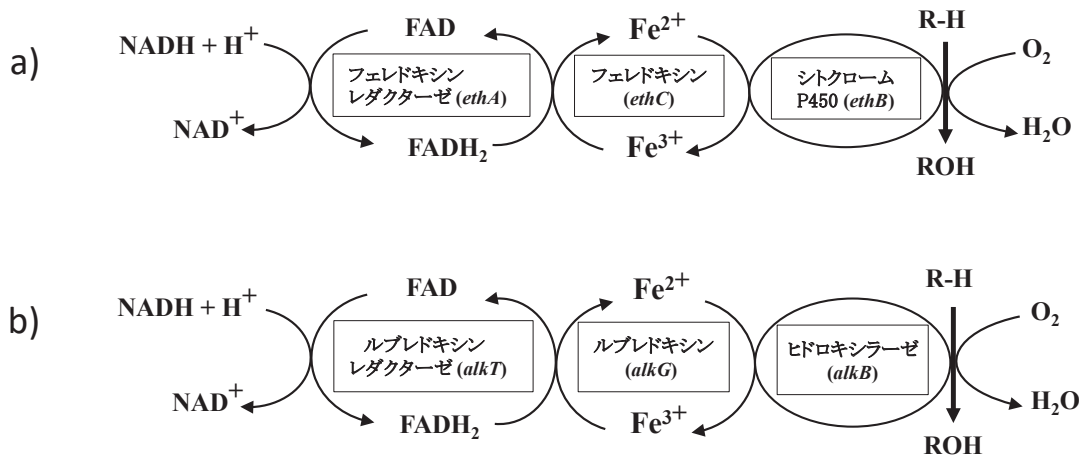 a)
NADH + H+
NAD+
FAD
フェレドキシン
レダクターゼ (ethA)
FADH2
Fe2+
フェレドキシン
(ethC)
Fe3+
シトクローム
P450 (ethB)
R-H
ROH
O2
H2O
b)
NADH + H+
NAD+
FAD
ルブレドキシン
レダクターゼ (alkT)
FADH2
Fe2+
ルブレドキシン
(alkG)
Fe3+
ヒドロキシラーゼ
(alkB)
R-H
ROH
O2
H2O